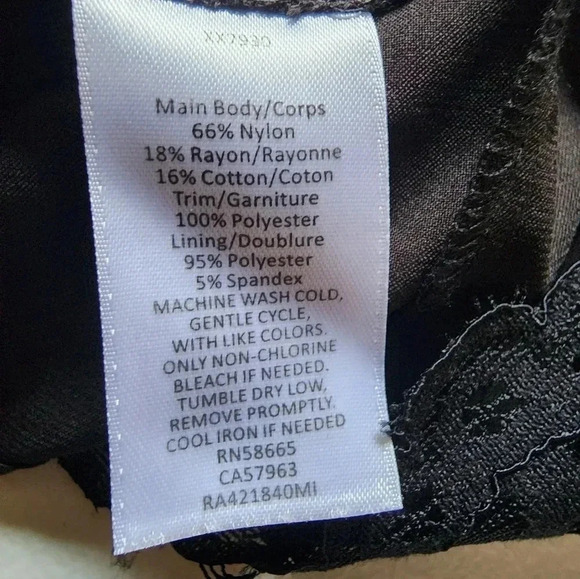 XX7930
Main Body/Corps
66% Nylon
18% Rayon/Rayonne
16% Cotton/Coton
Trim/Garniture
100% Polyester
Lining/Doublure
95% Polyester
5% Spandex
MACHINE WASH COLD,
GENTLE CYCLE,
WITH LIKE COLORS.
ONLY NON-CHLORINE
BLEACH IF NEEDED.
TUMBLE DRY LOW,
REMOVE PROMPTLY.
COOL IRON IF NEEDED
RN58665
CA57963
RA421840MI